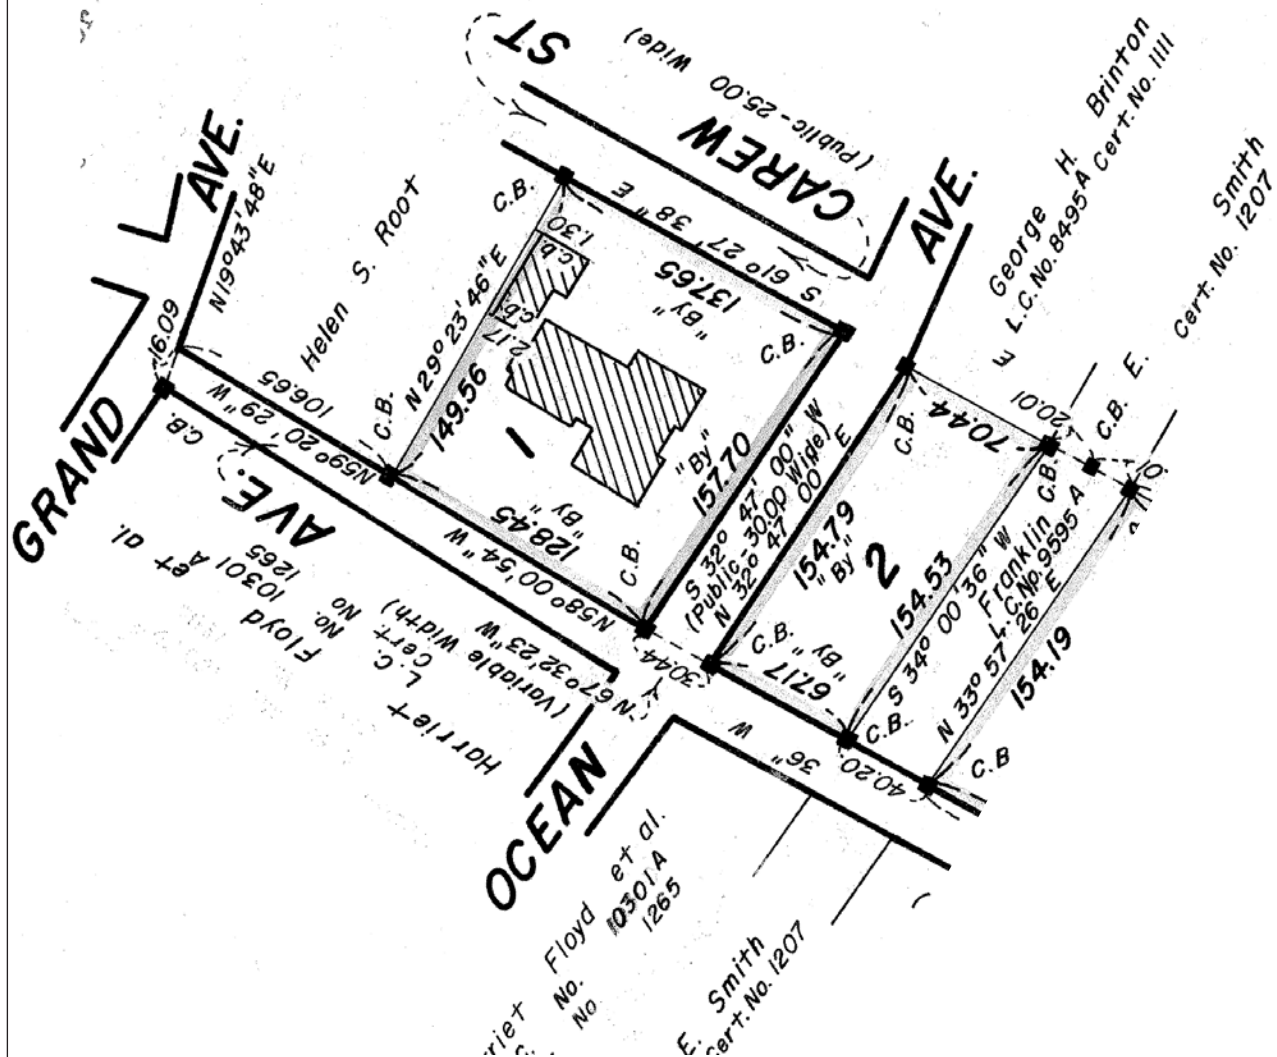 CAREW ST
(Public-25.00 Wide)
GRAND AVE.
N19°43'48"E
16.09
C.B.
Helen S. Root
106.65
N59°20'29"W
C.B.
N 29°23'46"E
149.56
C.B.
S 61° 27' 38" E
137.65
"By"
C.B.
1.30
c.b.
c.b.
2.17
1
128.45
"By"
N58°00'54"W
C.B.
"By"
157.70
S 32° 47' 00" W
(Public-30.00 Wide)
N 32° 47' 00" E
OCEAN AVE.
AVE.
(Variable Width)
N 67°32'23"W
30.44
Harriet Floyd et al.
L.C. No. 10301 A
Cert. No 1265
C.B.
70.44
154.79
"By"
2
C.B.
67.17
"By"
154.53
S 34° 00' 36" W
C.B.
C.B.
20.01
C.B.
George H. Brinton
L.C. No. 8495A Cert. No. 1111
Franklin E. Smith
L.C. No. 9595 A Cert. No. 1207
N 33° 57' 26" E
154.19
C.B
40.20
36" W
Floyd et al.
No. 10301A
No 1265
E. Smith
Cert. No. 1207